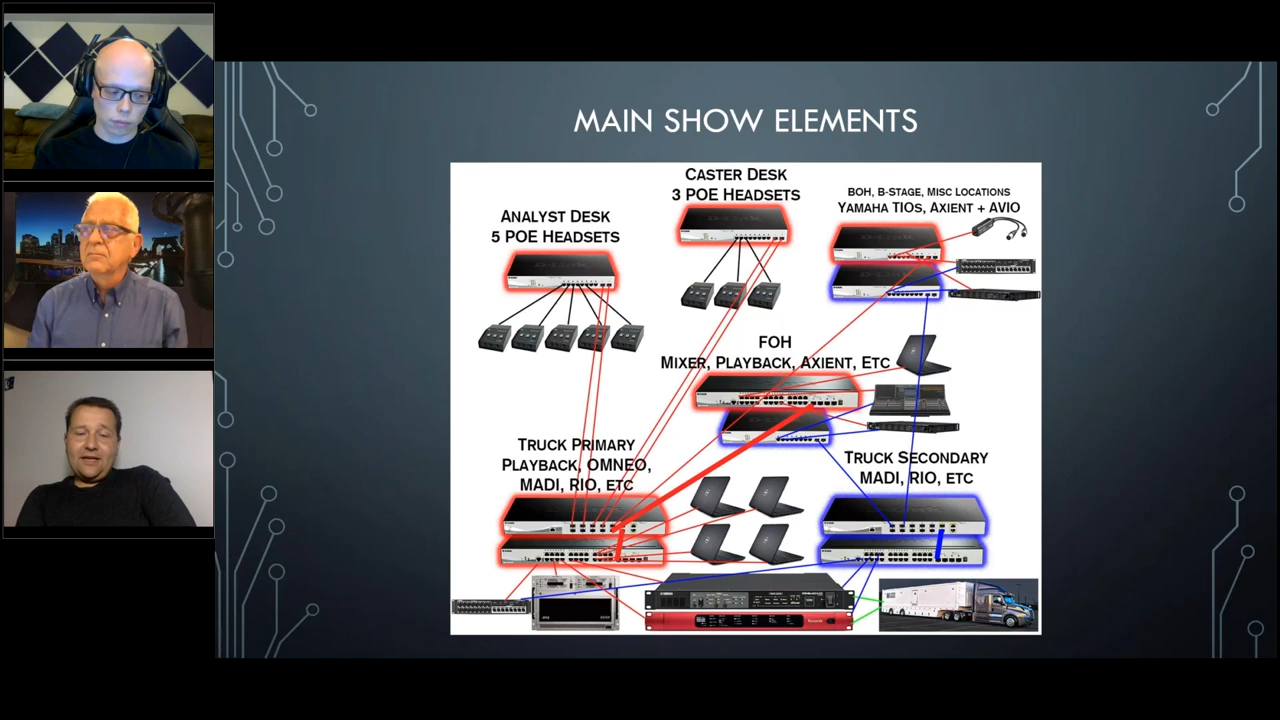 MAIN SHOW ELEMENTS
CASTER DESK
3 POE HEADSETS
BOH, B-STAGE, MISC LOCATIONS
YAMAHA TIOS, AXIENT + AVIO
ANALYST DESK
5 POE HEADSETS
FOH
MIXER, PLAYBACK, AXIENT, ETC
TRUCK PRIMARY
PLAYBACK, OMNEO,
MADI, RIO, ETC
TRUCK SECONDARY
MADI, RIO, ETC